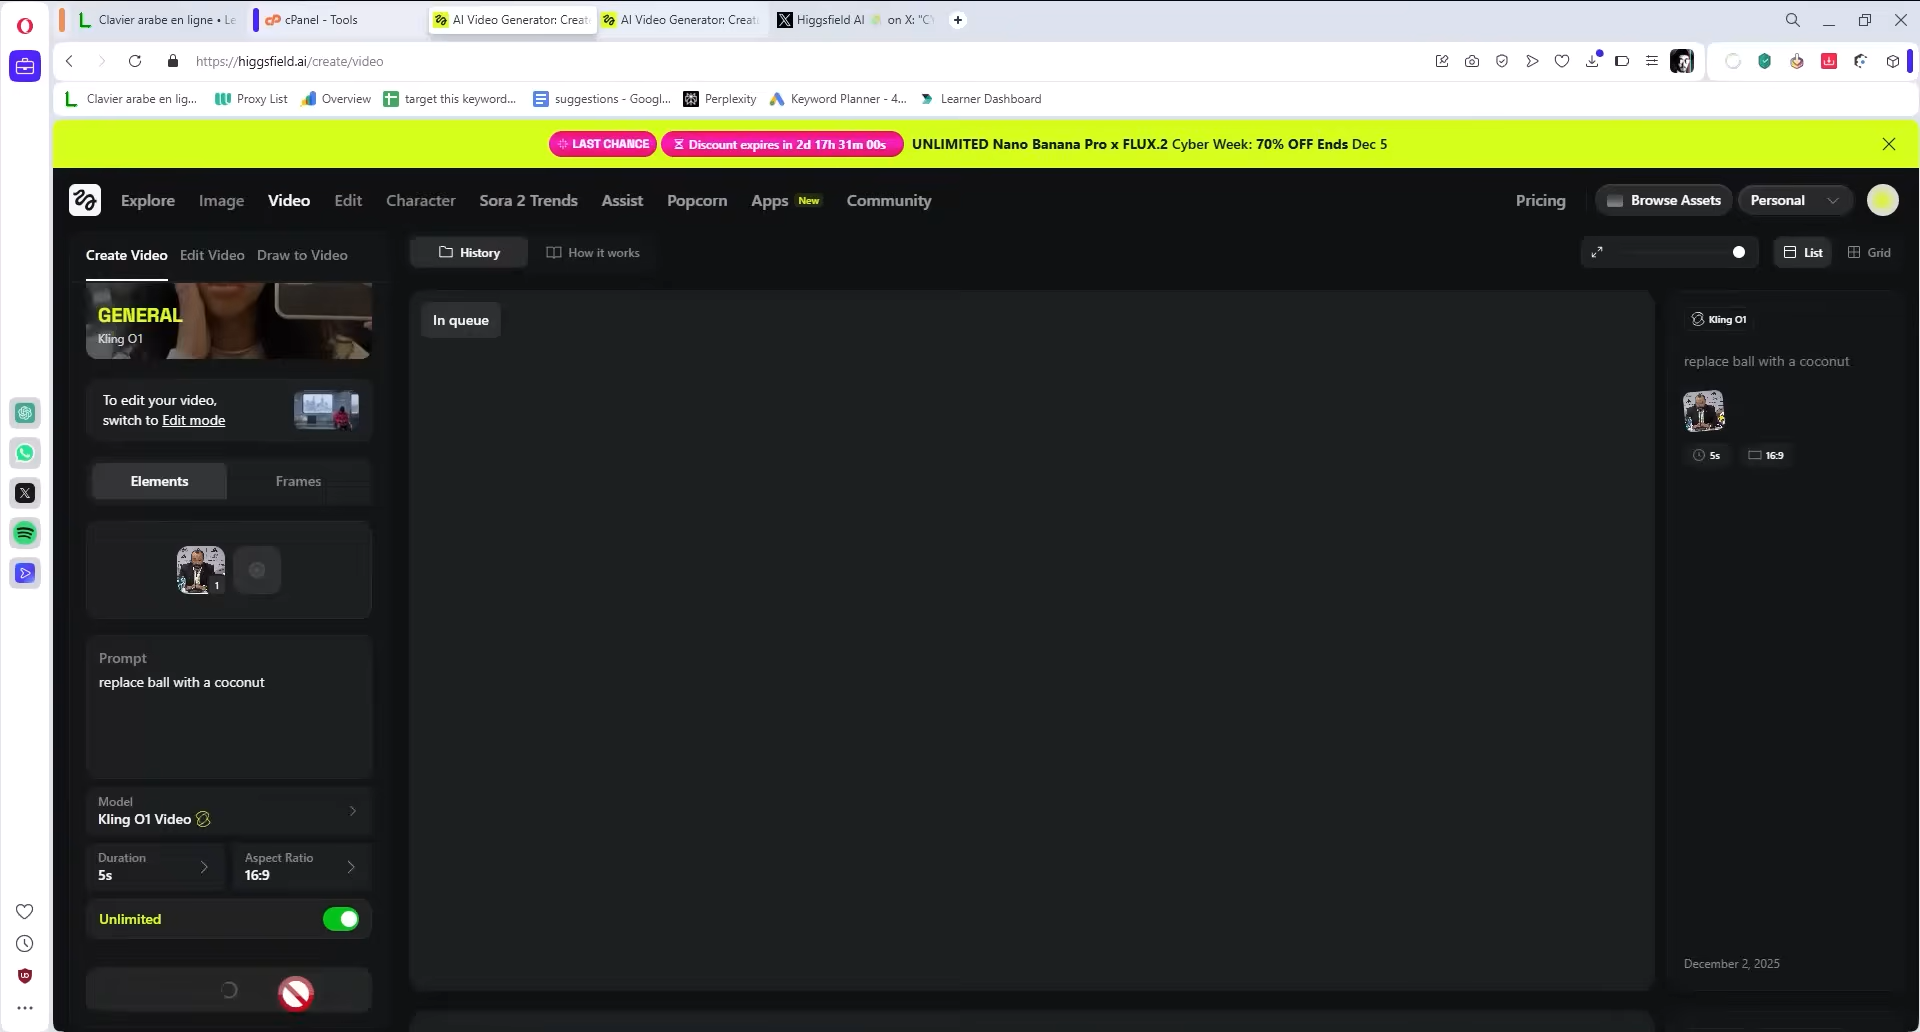 Clavier arabe en ligne • Le
cPanel - Tools
AI Video Generator: Create
AI Video Generator: Creat
Higgsfield AI on X: "C
https://higgsfield.ai/create/video
Clavier arabe en lig...
Proxy List
Overview
target this keyword...
suggestions - Googl...
Perplexity
Keyword Planner - 4...
Learner Dashboard
LAST CHANCE
Discount expires in 2d 17h 31m 00s
UNLIMITED Nano Banana Pro x FLUX.2 Cyber Week: 70% OFF Ends Dec 5
Explore
Image
Video
Edit
Character
Sora 2 Trends
Assist
Popcorn
Apps New
Community
Pricing
Browse Assets
Personal
Create Video
Edit Video
Draw to Video
History
How it works
List
Grid
GENERAL
Kling O1
In queue
Kling O1
replace ball with a coconut
5s
16:9
To edit your video,
switch to Edit mode
Elements
Frames
1
Prompt
replace ball with a coconut
Model
Kling O1 Video
Duration
5s
Aspect Ratio
16:9
Unlimited
December 2, 2025